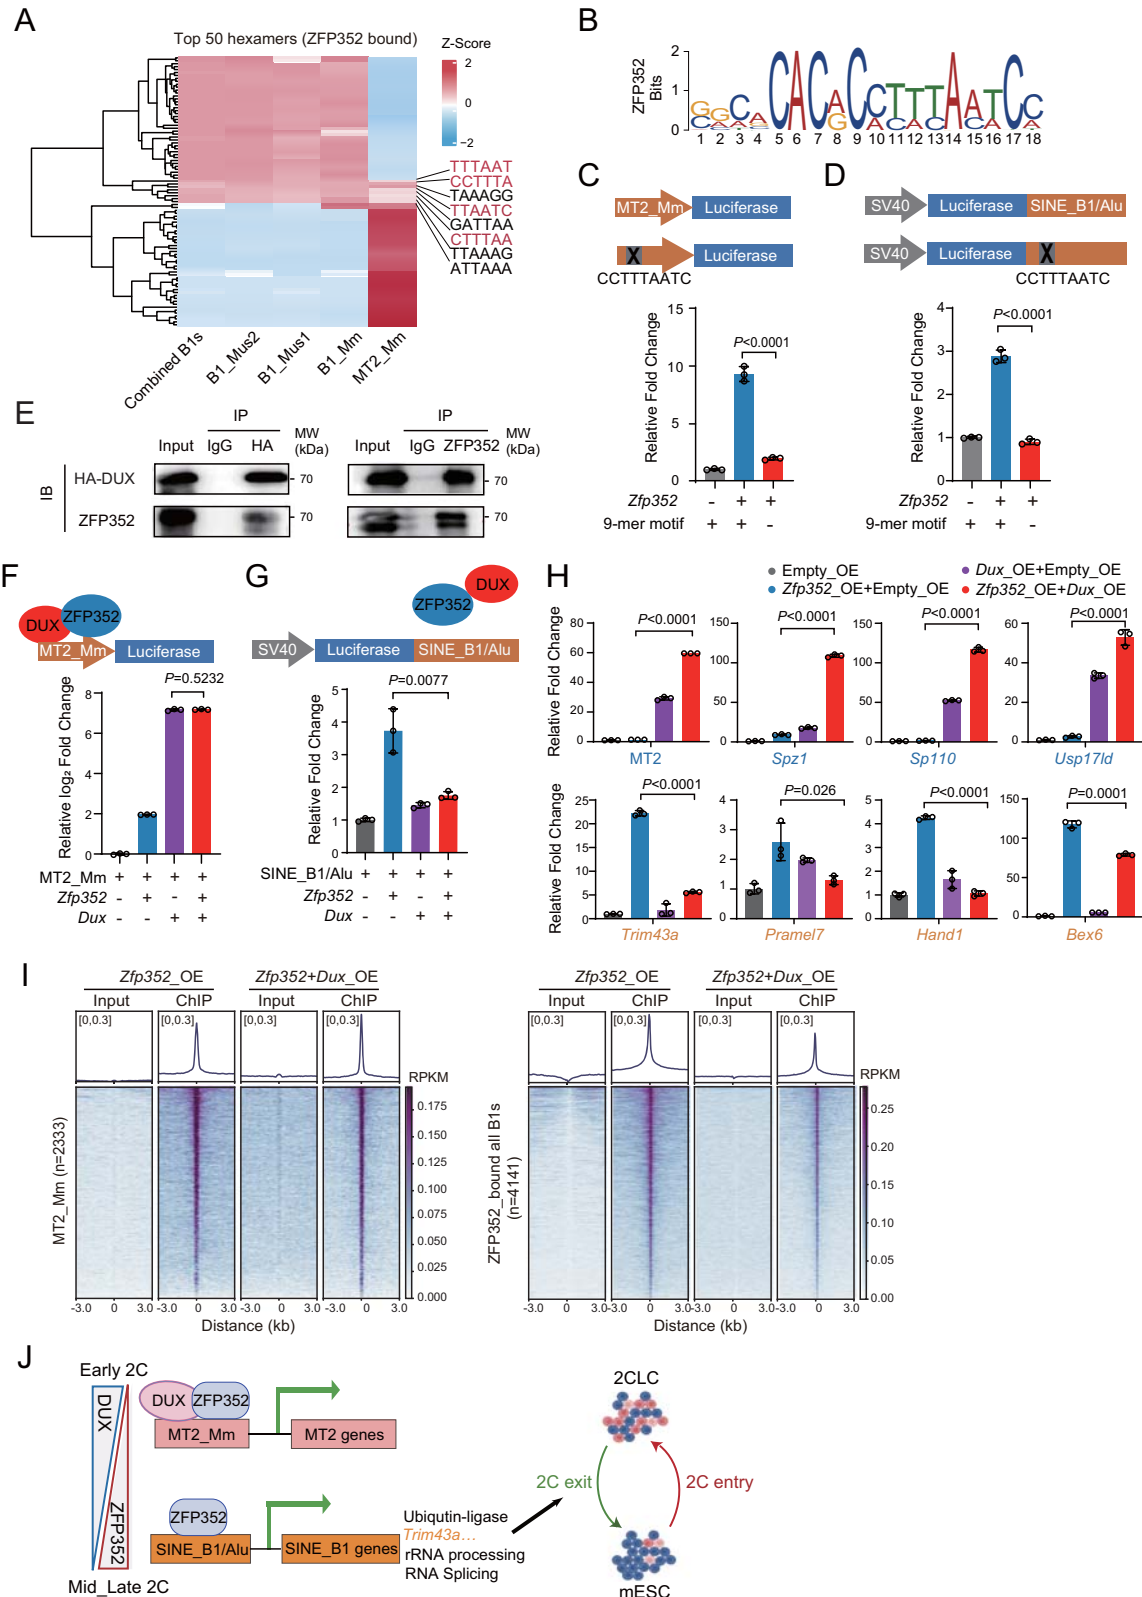 A
Top 50 hexamers (ZFP352 bound)
Z-Score
2
0
−2
TTTAAT
CCTTTA
TAAAGG
TTAATC
GATTAA
CTTTAA
TTAAAG
ATTAAA
Combined B1s
B1_Mus2
B1_Mus1
B1_Mm
MT2_Mm
B
ZFP352
Bits
2
1
0
1 2 3 4 5 6 7 8 9 10 11 12 13 14 15 16 17 18
C
MT2_Mm
Luciferase
X
Luciferase
CCTTTAATC
Relative Fold Change
15
10
5
0
P<0.0001
Zfp352 - + +
9-mer motif + + -
D
SV40
Luciferase
SINE_B1/Alu
SV40
Luciferase
X
CCTTTAATC
Relative Fold Change
4
3
2
1
0
P<0.0001
Zfp352 - + +
9-mer motif + + -
E
IP
IP
Input IgG HA MW (kDa)
Input IgG ZFP352 MW (kDa)
IB
HA-DUX
70
70
ZFP352
70
70
F
DUX
ZFP352
MT2_Mm
Luciferase
Relative log₂ Fold Change
8
6
4
2
0
P=0.5232
MT2_Mm + + + +
Zfp352 - + - +
Dux - - + +
G
ZFP352
DUX
SV40
Luciferase
SINE_B1/Alu
Relative Fold Change
5
4
3
2
1
0
P=0.0077
SINE_B1/Alu + + + +
Zfp352 - + - +
Dux - - + +
H
Empty_OE
Dux_OE+Empty_OE
Zfp352_OE+Empty_OE
Zfp352_OE+Dux_OE
Relative Fold Change
80
60
40
20
0
P<0.0001
MT2
150
100
50
0
P<0.0001
Spz1
150
100
50
0
P<0.0001
Sp110
60
40
20
0
P<0.0001
Usp17ld
Relative Fold Change
25
20
15
10
5
0
P<0.0001
Trim43a
4
3
2
1
0
P=0.026
Pramel7
5
4
3
2
1
0
P<0.0001
Hand1
150
100
50
0
P=0.0001
Bex6
I
Zfp352_OE
Zfp352+Dux_OE
Input ChIP Input ChIP
[0,0.3] [0,0.3] [0,0.3] [0,0.3]
MT2_Mm (n=2333)
RPKM
0.175
0.150
0.125
0.100
0.075
0.050
0.025
0.000
-3.0 0 3.0-3.0 0 3.0-3.0 0 3.0-3.0 0 3.0
Distance (kb)
Zfp352_OE
Zfp352+Dux_OE
Input ChIP Input ChIP
[0,0.3] [0,0.3] [0,0.3] [0,0.3]
ZFP352_bound all B1s
(n=4141)
RPKM
0.25
0.20
0.15
0.10
0.05
0.00
-3.0 0 3.0-3.0 0 3.0-3.0 0 3.0-3.0 0 3.0
Distance (kb)
J
Early 2C
DUX
ZFP352
Mid_Late 2C
DUX
ZFP352
MT2_Mm
MT2 genes
ZFP352
SINE_B1/Alu
SINE_B1 genes
Ubiqutin-ligase
Trim43a...
rRNA processing
RNA Splicing
2CLC
2C exit
2C entry
mESC